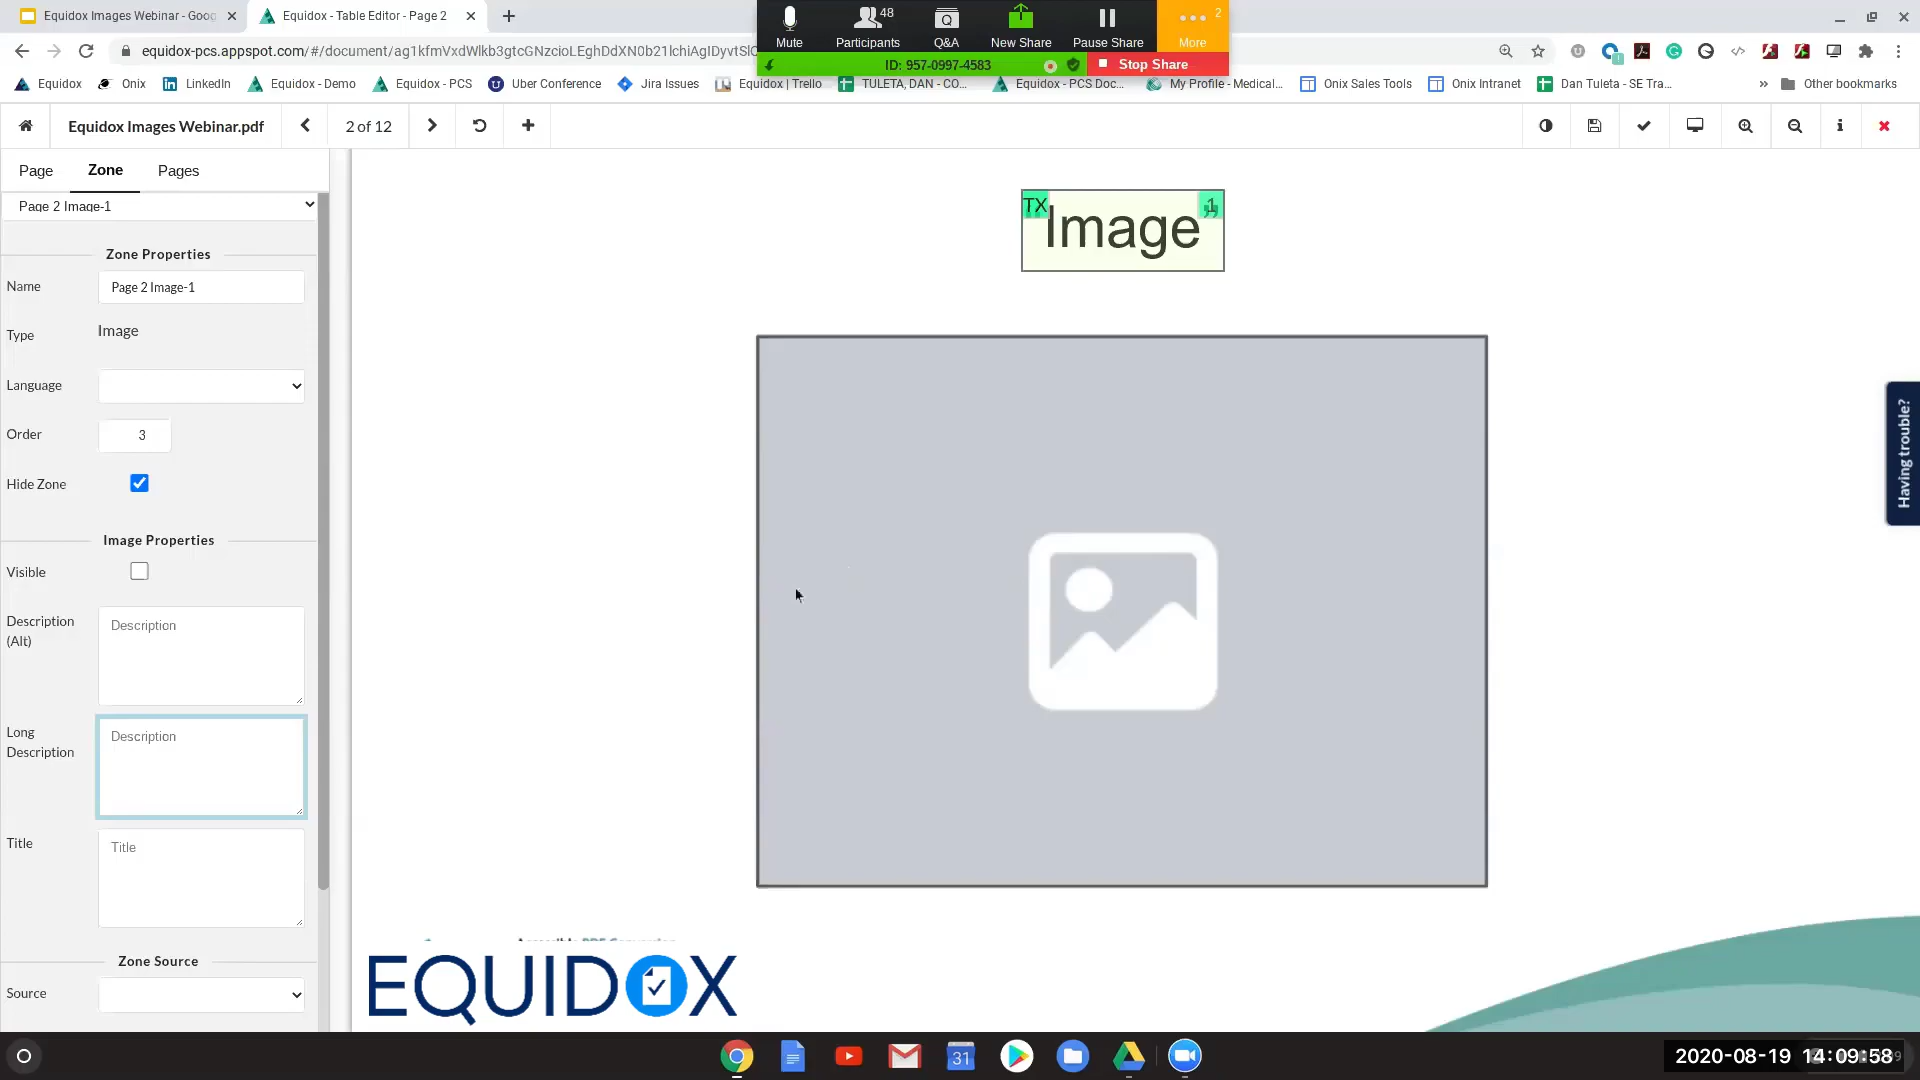 Equidox Images Webinar - Goog
Equidox - Table Editor - Page 2
Mute
48
Participants
Q&A
New Share
Pause Share
2
More
equidox-pcs.appspot.com/#/document/ag1kfmVxdWlkb3gtcGNzcioLEghDdXN0b21lchiAgIDyvtSlC
ID: 957-0997-4583
Stop Share
Equidox
Onix
LinkedIn
Equidox - Demo
Equidox - PCS
Uber Conference
Jira Issues
Equidox | Trello
TULETA, DAN - CO...
Equidox - PCS Doc...
My Profile - Medical...
Onix Sales Tools
Onix Intranet
Dan Tuleta - SE Tra...
Other bookmarks
Equidox Images Webinar.pdf
2 of 12
Page
Zone
Pages
Page 2 Image-1
Zone Properties
Name
Page 2 Image-1
Type
Image
Language
Order
3
Hide Zone
Image Properties
Visible
Description
(Alt)
Description
Long
Description
Description
Title
Title
Zone Source
Source
TX
1
Image
Having trouble?
EQUIDOX
31
2020-08-19 14:09:58